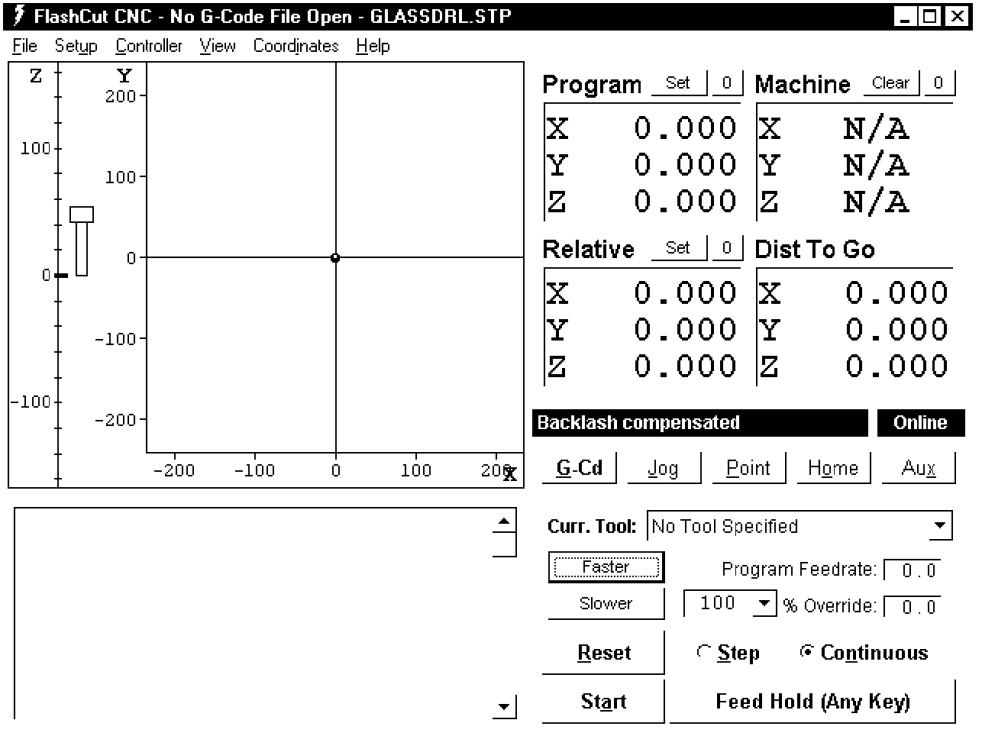 FlashCut CNC - No G-Code File Open - GLASSDRL.STP
File Setup Controller View Coordinates Help
Z Y
200
100
100
0 0
-100
-100
-200
-200 -100 0 100 200 X
Program Set 0
X 0.000
Y 0.000
Z 0.000
Machine Clear 0
X N/A
Y N/A
Z N/A
Relative Set 0
X 0.000
Y 0.000
Z 0.000
Dist To Go
X 0.000
Y 0.000
Z 0.000
Backlash compensated Online
G-Cd Jog Point Home Aux
Curr. Tool: No Tool Specified
Faster Program Feedrate: 0.0
Slower 100 % Override: 0.0
Reset Step Continuous
Start Feed Hold (Any Key)